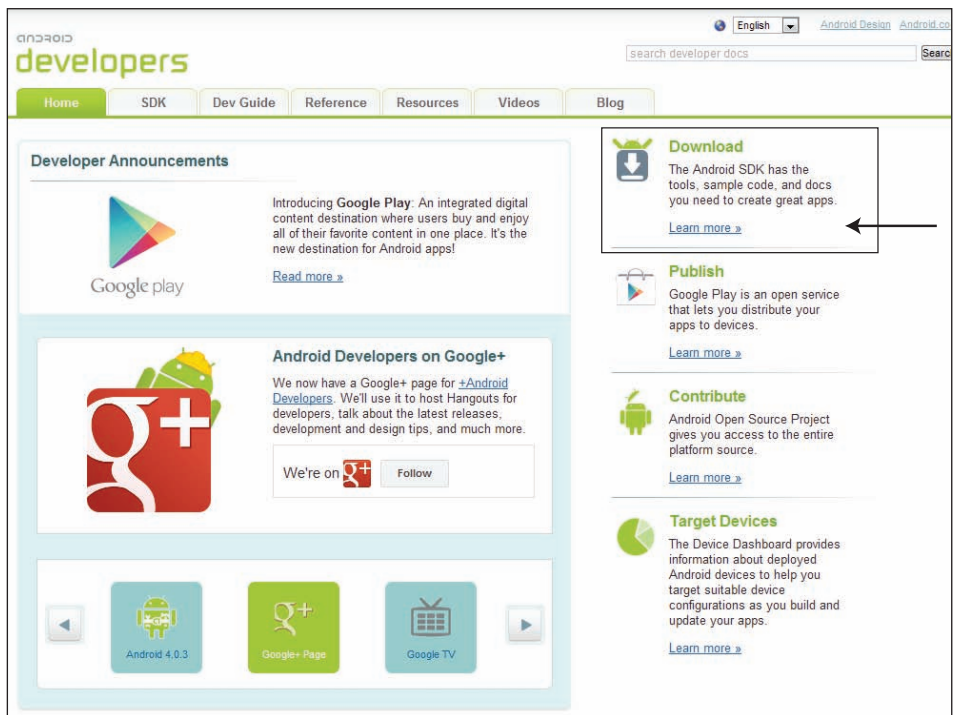 English
Android Design Android.co
android
developers
search developer docs
Searc
Home SDK Dev Guide Reference Resources Videos Blog
Developer Announcements
Introducing Google Play: An integrated digital
content destination where users buy and enjoy
all of their favorite content in one place. It's the
new destination for Android apps!
Read more »
Google play
Android Developers on Google+
We now have a Google+ page for +Android
Developers. We'll use it to host Hangouts for
developers, talk about the latest releases,
development and design tips, and much more.
We're on g+ Follow
g+
Android 4.0.3
g+
Google+ Page
Google TV
Download
The Android SDK has the
tools, sample code, and docs
you need to create great apps.
Learn more »
Publish
Google Play is an open service
that lets you distribute your
apps to devices.
Learn more »
Contribute
Android Open Source Project
gives you access to the entire
platform source.
Learn more »
Target Devices
The Device Dashboard provides
information about deployed
Android devices to help you
target suitable device
configurations as you build and
update your apps.
Learn more »